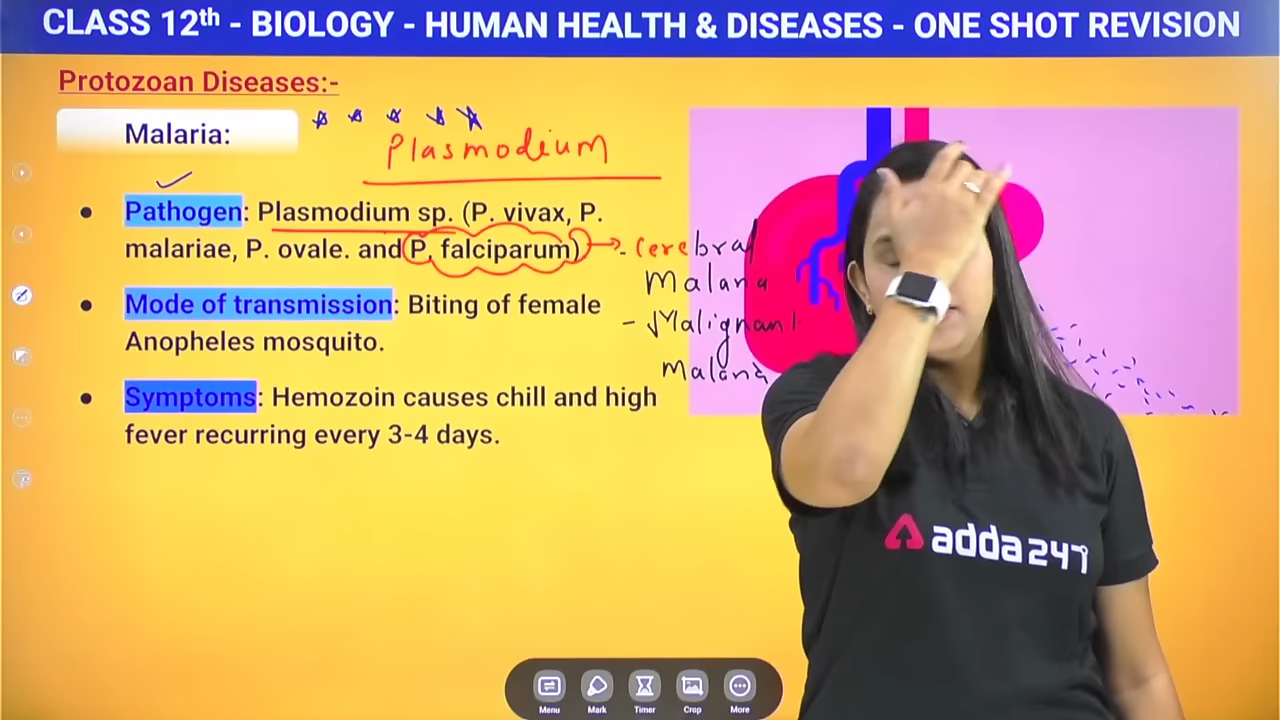 CLASS 12th - BIOLOGY - HUMAN HEALTH & DISEASES - ONE SHOT REVISION
Protozoan Diseases:-
Malaria:
Plasmodium
• Pathogen: Plasmodium sp. (P. vivax, P.
malariae, P. ovale. and P. falciparum)
- Cerebral
Malaria
- Malignant
Malaria
• Mode of transmission: Biting of female
Anopheles mosquito.
• Symptoms: Hemozoin causes chill and high
fever recurring every 3-4 days.
adda247
Menu Mark Timer Crop More